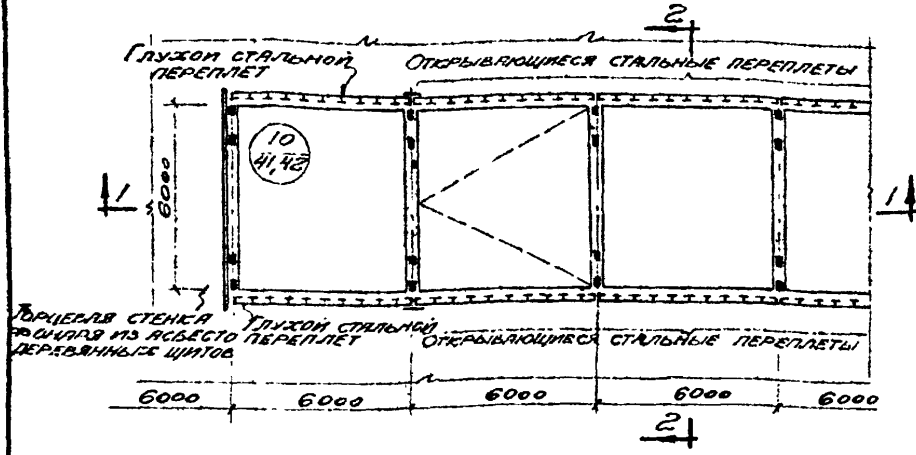 2
Глухой стальной
переплет
Открывающиеся стальные переплеты
10
41,42
6000
1
1
Торцевая стенка
фонаря из асбесто
деревянных щитов
Глухой стальной
переплет
Открывающиеся стальные переплеты
6000
6000
6000
6000
6000
2